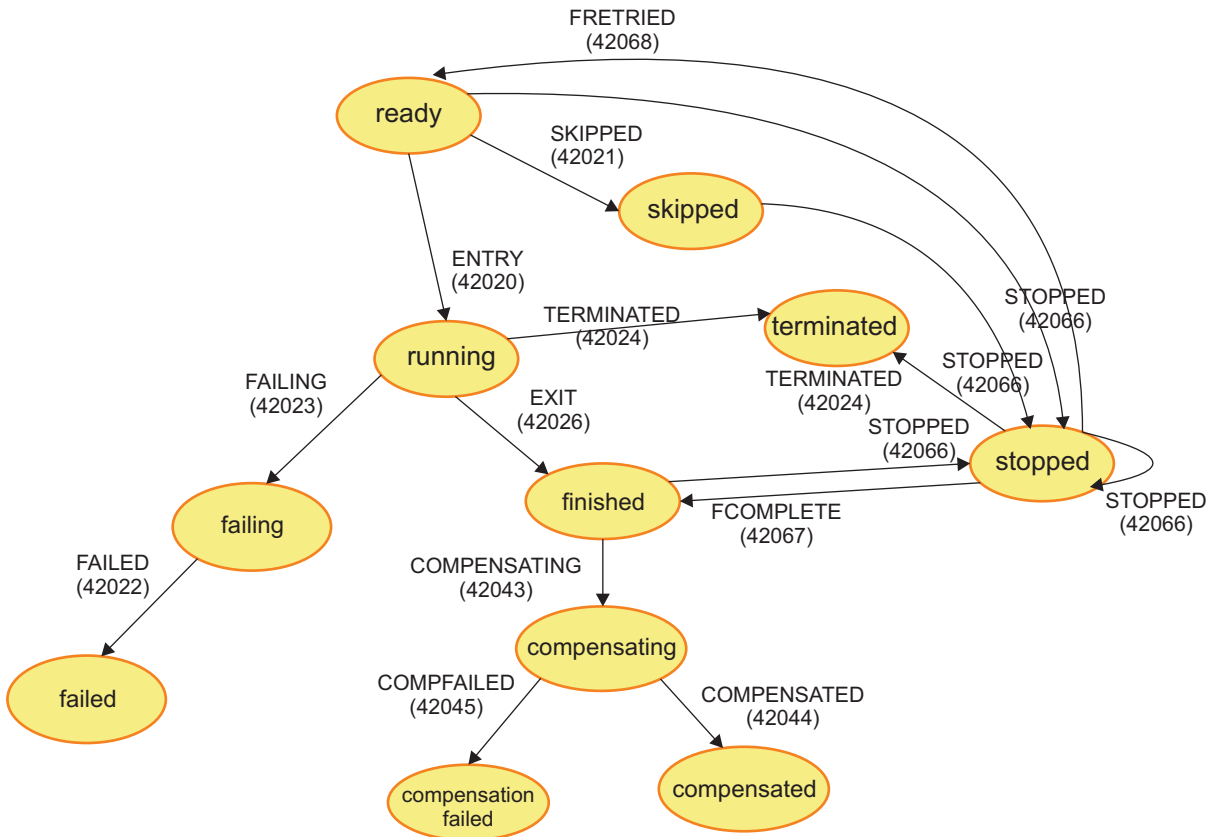 FRETRIED
(42068)
ready
SKIPPED
(42021)
skipped
ENTRY
(42020)
STOPPED
(42066)
TERMINATED
(42024)
terminated
running
STOPPED
(42066)
TERMINATED
(42024)
FAILING
(42023)
EXIT
(42026)
STOPPED
(42066)
stopped
STOPPED
(42066)
finished
FCOMPLETE
(42067)
failing
FAILED
(42022)
COMPENSATING
(42043)
compensating
failed
COMPFAILED
(42045)
COMPENSATED
(42044)
compensation
failed
compensated